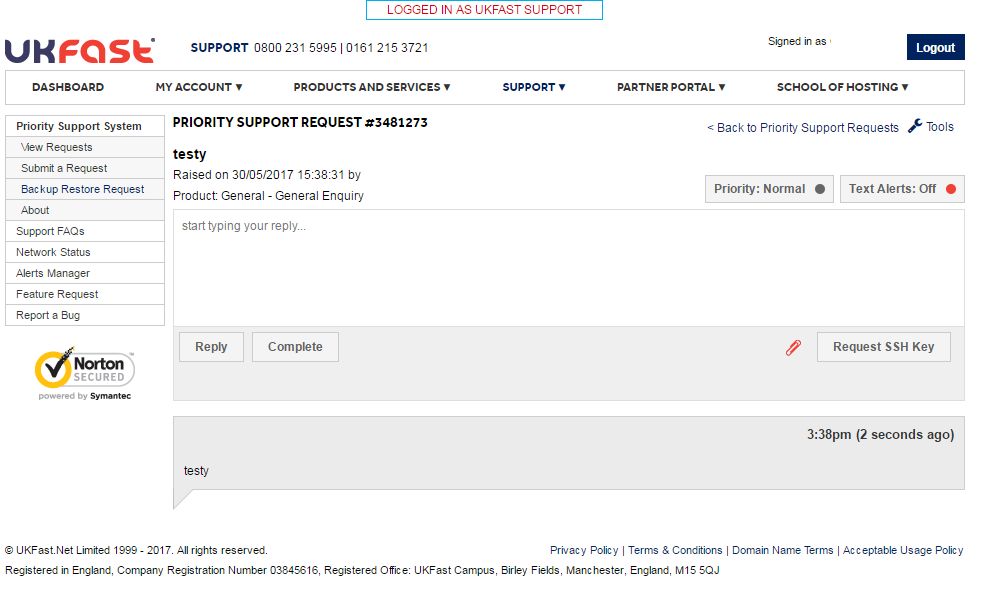 LOGGED IN AS UKFAST SUPPORT
UKFAST
SUPPORT 0800 231 5995 | 0161 215 3721
Signed in as
Logout
DASHBOARD MY ACCOUNT ▼ PRODUCTS AND SERVICES ▼ SUPPORT ▼ PARTNER PORTAL ▼ SCHOOL OF HOSTING ▼
Priority Support System
View Requests
Submit a Request
Backup Restore Request
About
Support FAQs
Network Status
Alerts Manager
Feature Request
Report a Bug
Norton™
SECURED
powered by Symantec
PRIORITY SUPPORT REQUEST #3481273
< Back to Priority Support Requests Tools
testy
Raised on 30/05/2017 15:38:31 by
Product: General - General Enquiry
Priority: Normal Text Alerts: Off
start typing your reply...
Reply Complete Request SSH Key
3:38pm (2 seconds ago)
testy
© UKFast.Net Limited 1999 - 2017. All rights reserved.
Privacy Policy | Terms & Conditions | Domain Name Terms | Acceptable Usage Policy
Registered in England, Company Registration Number 03845616, Registered Office: UKFast Campus, Birley Fields, Manchester, England, M15 5QJ